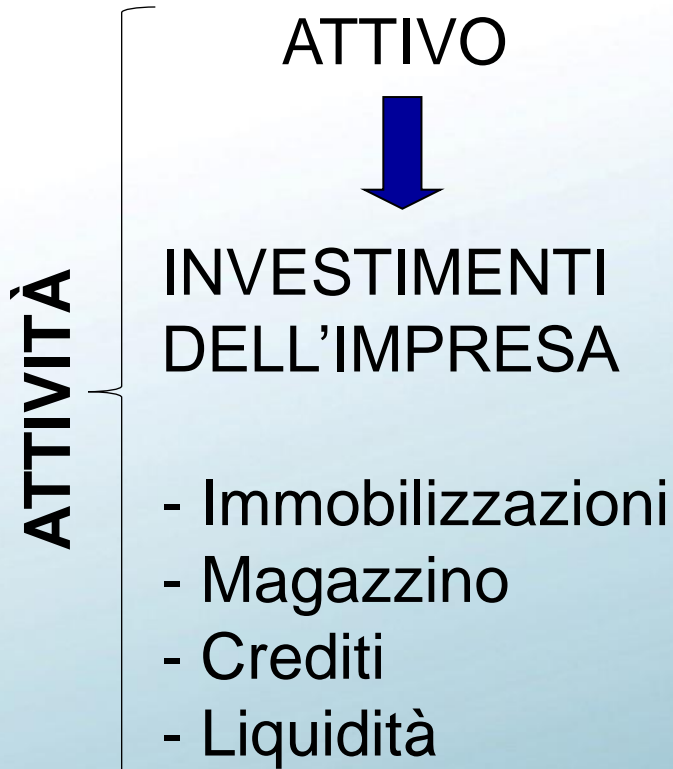 ATTIVO
ATTIVITÀ
INVESTIMENTI
DELL’IMPRESA
- Immobilizzazioni
- Magazzino
- Crediti
- Liquidità